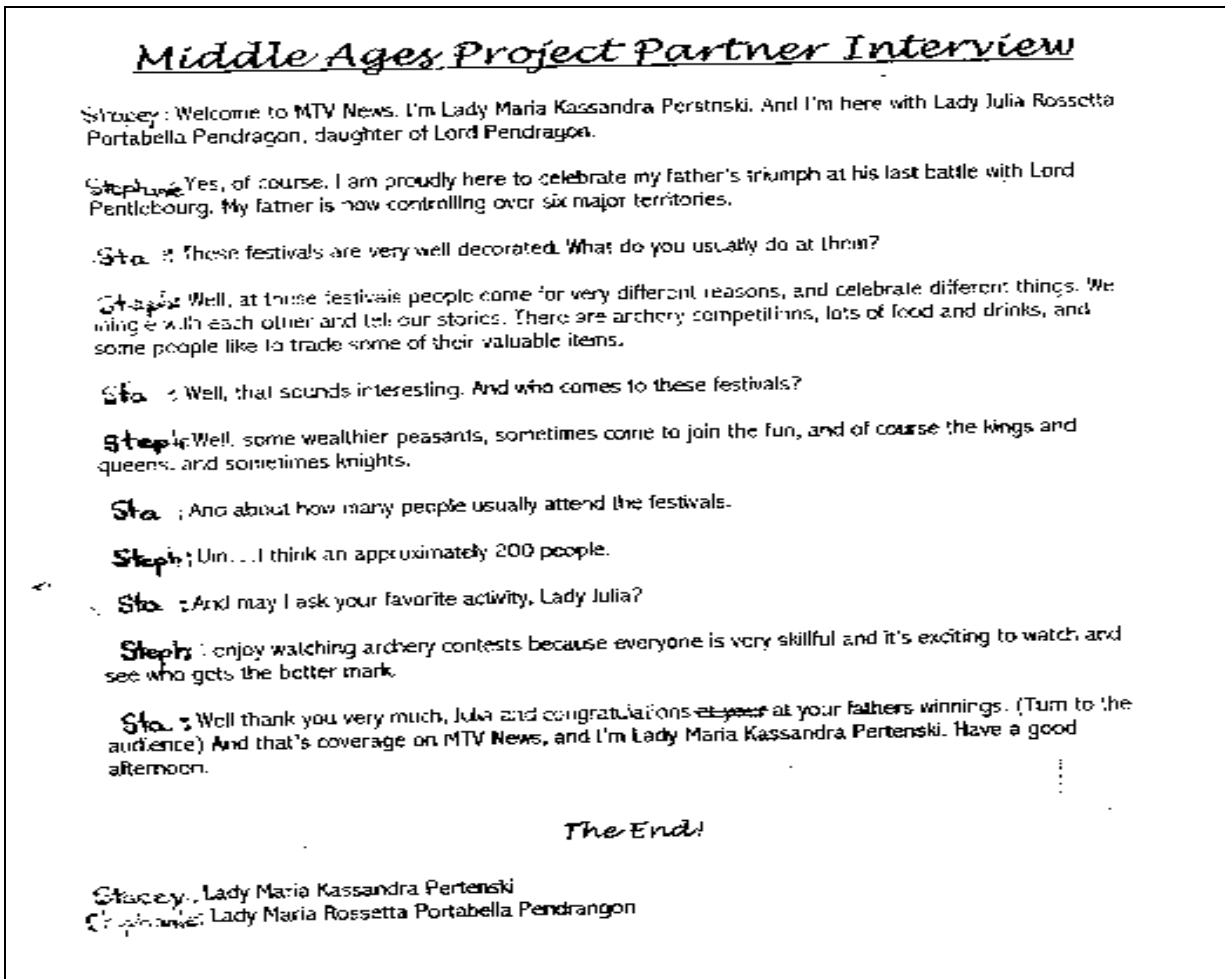 Middle Ages Project Partner Interview
Stacey: Welcome to MTV News. I'm Lady Maria Kassandra Perstnski. And I'm here with Lady Julia Rossetta
Portabella Pendragon, daughter of Lord Pendragon.
Stephanie: Yes, of course. I am proudly here to celebrate my father's triumph at his last battle with Lord
Pentlebourg. My father is now controlling over six major territories.
Sta : These festivals are very well decorated. What do you usually do at them?
Steph: Well, at those festivals people come for very different reasons, and celebrate different things. We
mingle with each other and tell our stories. There are archery competitions, lots of food and drinks, and
some people like to trade some of their valuable items.
Sta : Well, that sounds interesting. And who comes to these festivals?
Steph: Well, some wealthier peasants, sometimes come to join the fun, and of course the kings and
queens, and sometimes knights.
Sta : And about how many people usually attend the festivals.
Steph: Um....I think an approximately 200 people.
Sta : And may I ask your favorite activity, Lady Julia?
Steph: I enjoy watching archery contests because everyone is very skillful and it's exciting to watch and
see who gets the better mark.
Sta : Well thank you very much, Julia and congratulations at your at your fathers winnings. (Turn to the
audience) And that's coverage on MTV News, and I'm Lady Maria Kassandra Pertenski. Have a good
afternoon.
The End!
Stacey: Lady Maria Kassandra Pertenski
Stephanie: Lady Maria Rossetta Portabella Pendrangon